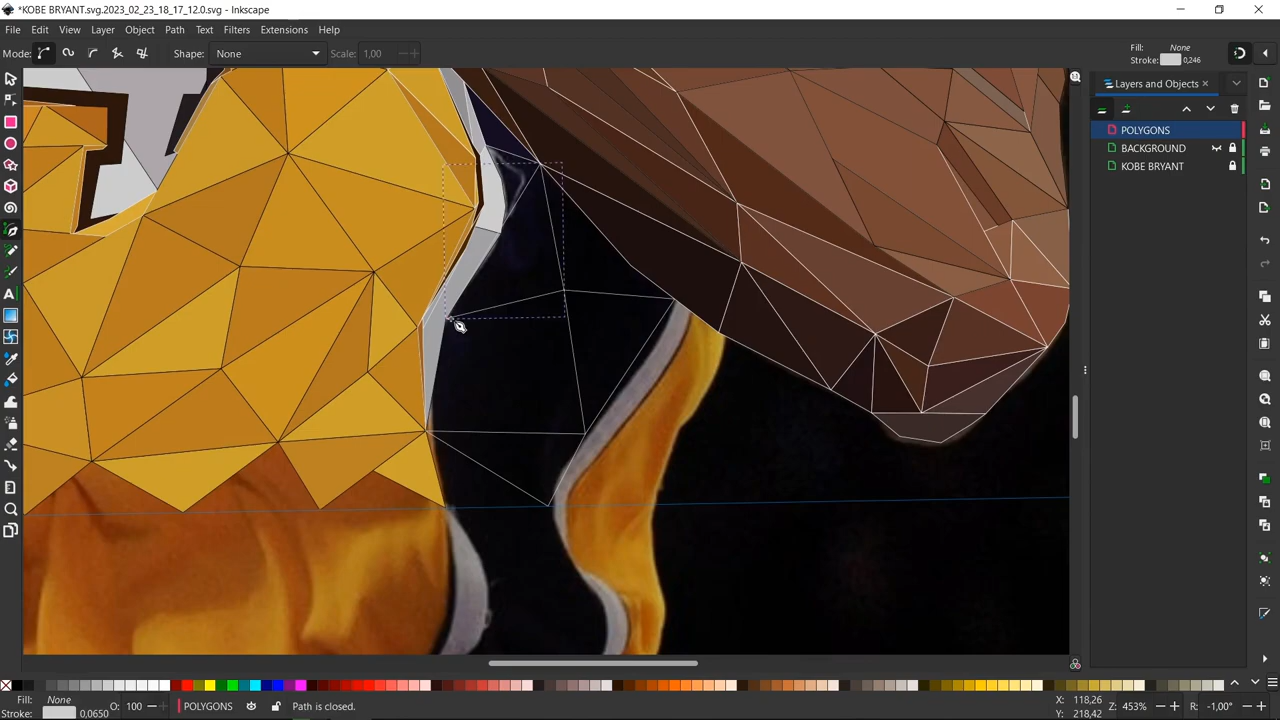 *KOBE BRYANT.svg.2023_02_23_18_17_12.0.svg - Inkscape
File Edit View Layer Object Path Text Filters Extensions Help
Mode: Shape: None Scale: 1,00 Fill: None
Stroke: 0,246
Layers and Objects
POLYGONS
BACKGROUND
KOBE BRYANT
Fill: None
Stroke: 0,0650
O: 100
POLYGONS
Path is closed.
X: 118,26
Y: 218,42
Z: 453%
R: -1,00°